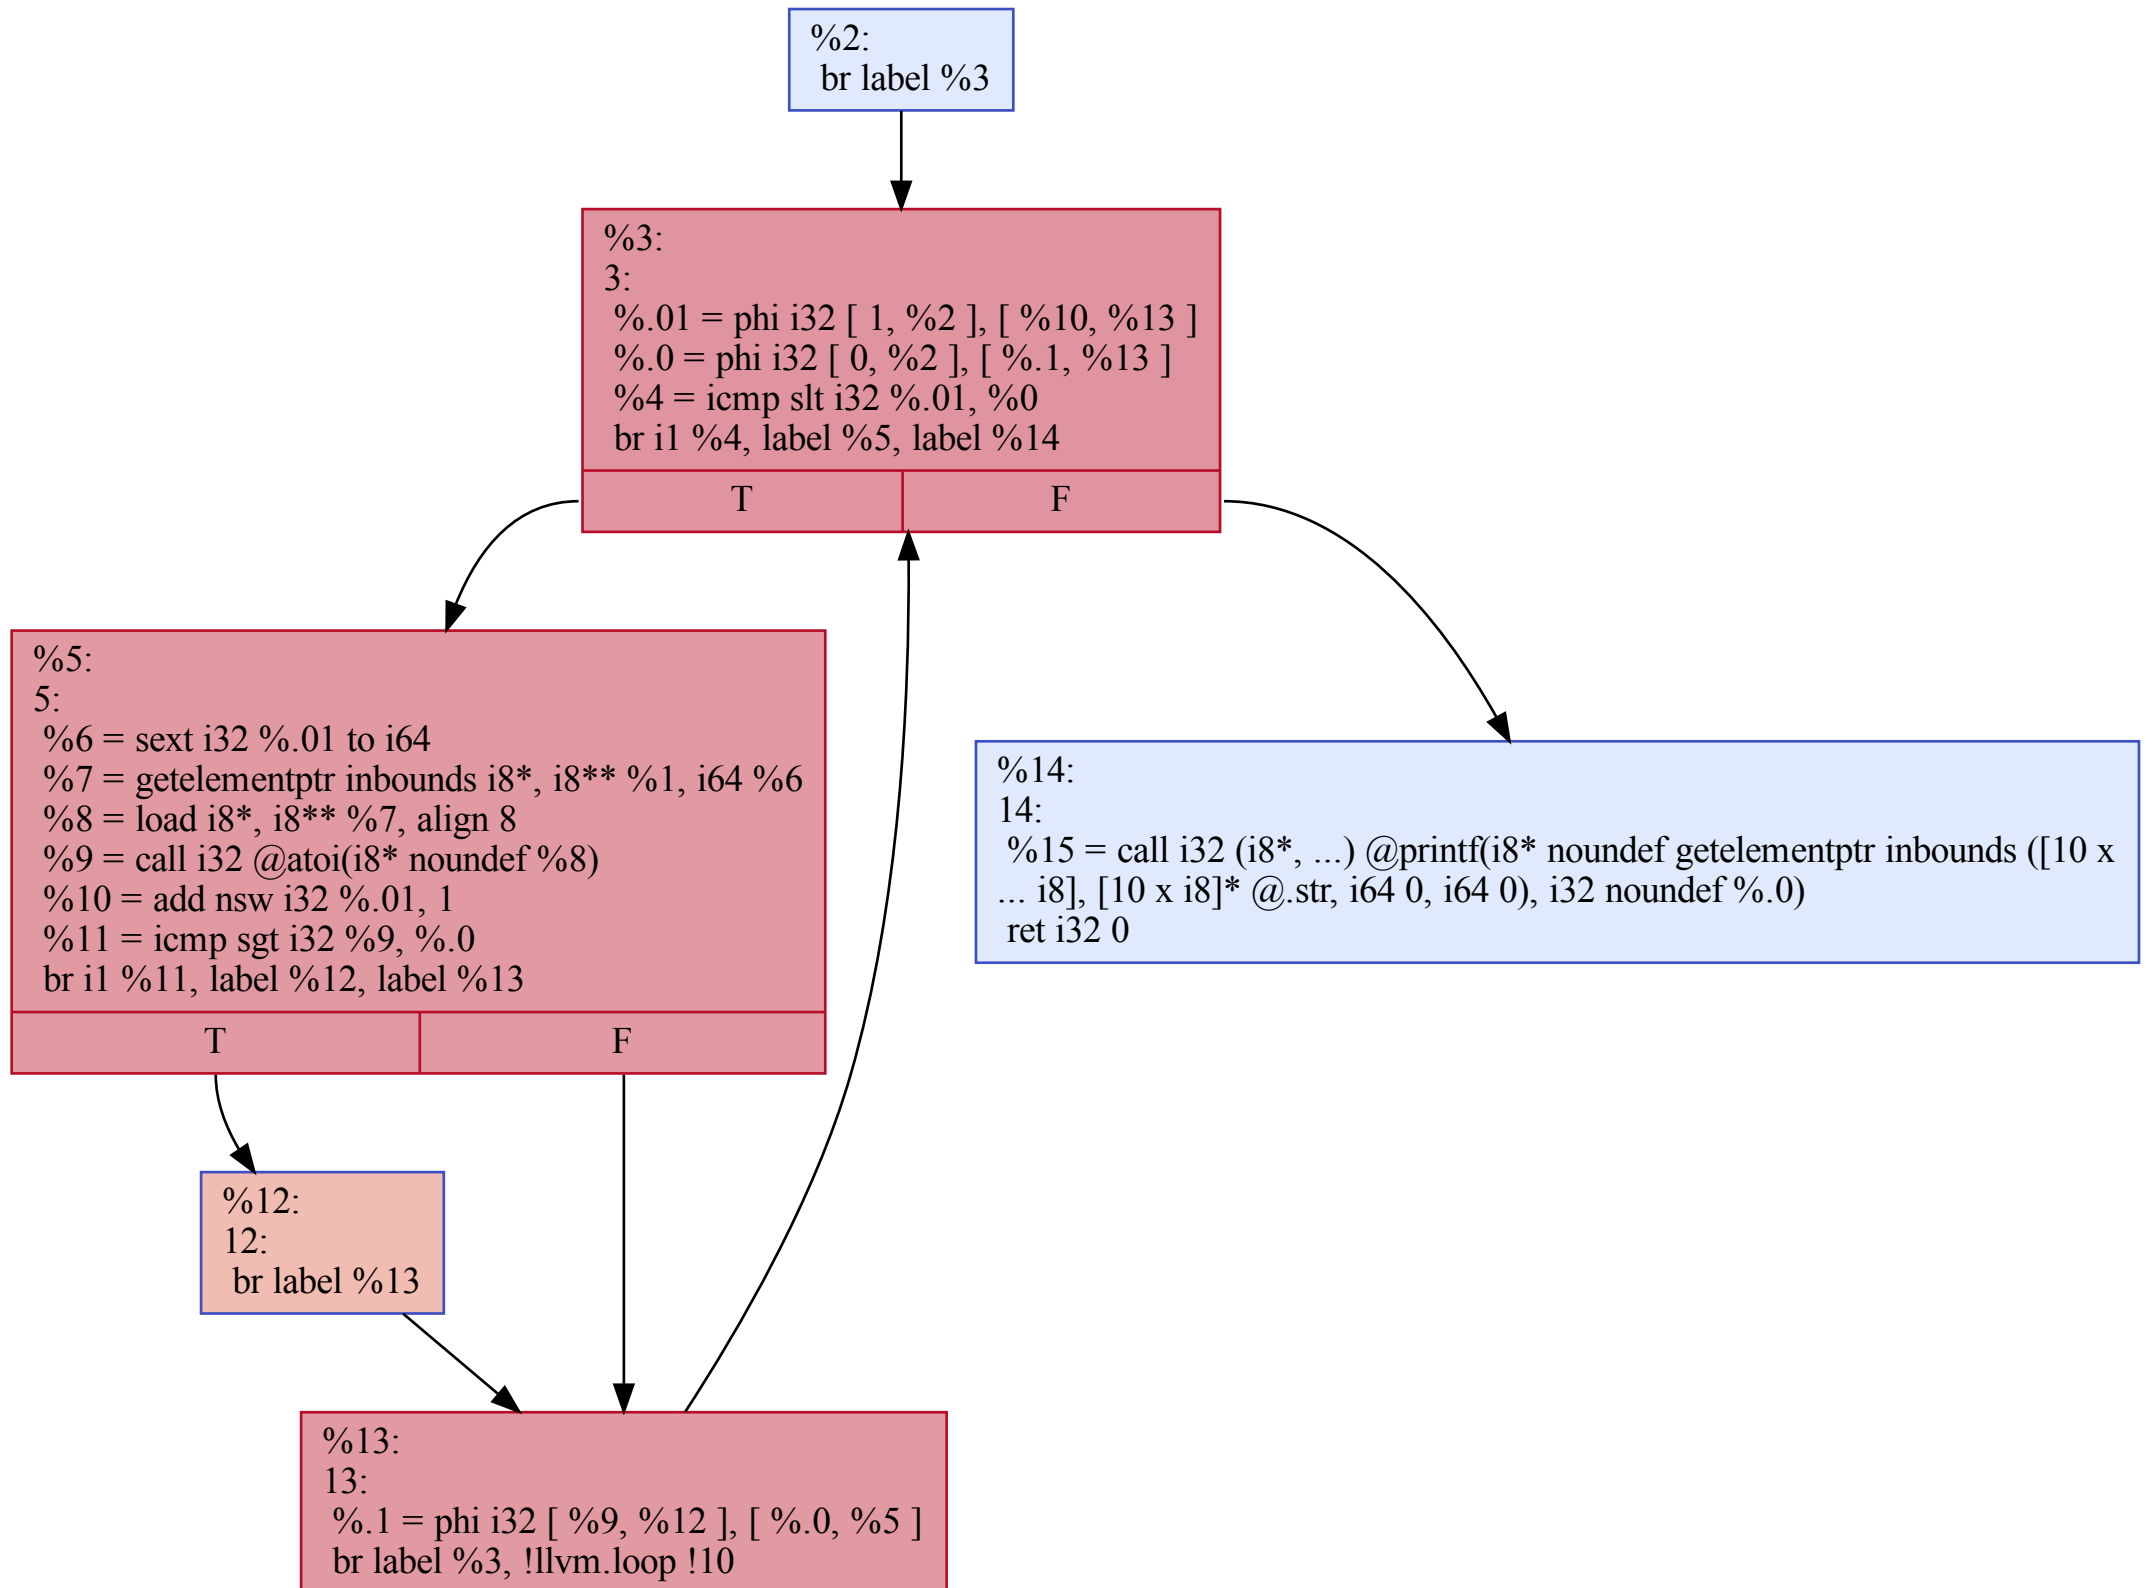 %2:
br label %3
%3:
3:
%.01 = phi i32 [ 1, %2 ], [ %10, %13 ]
%.0 = phi i32 [ 0, %2 ], [ %.1, %13 ]
%4 = icmp slt i32 %.01, %0
br i1 %4, label %5, label %14
T
F
%5:
5:
%6 = sext i32 %.01 to i64
%7 = getelementptr inbounds i8*, i8** %1, i64 %6
%8 = load i8*, i8** %7, align 8
%9 = call i32 @atoi(i8* noundef %8)
%10 = add nsw i32 %.01, 1
%11 = icmp sgt i32 %9, %.0
br i1 %11, label %12, label %13
T
F
%14:
14:
%15 = call i32 (i8*, ...) @printf(i8* noundef getelementptr inbounds ([10 x
... i8], [10 x i8]* @.str, i64 0, i64 0), i32 noundef %.0)
ret i32 0
%12:
12:
br label %13
%13:
13:
%.1 = phi i32 [ %9, %12 ], [ %.0, %5 ]
br label %3, !llvm.loop !10